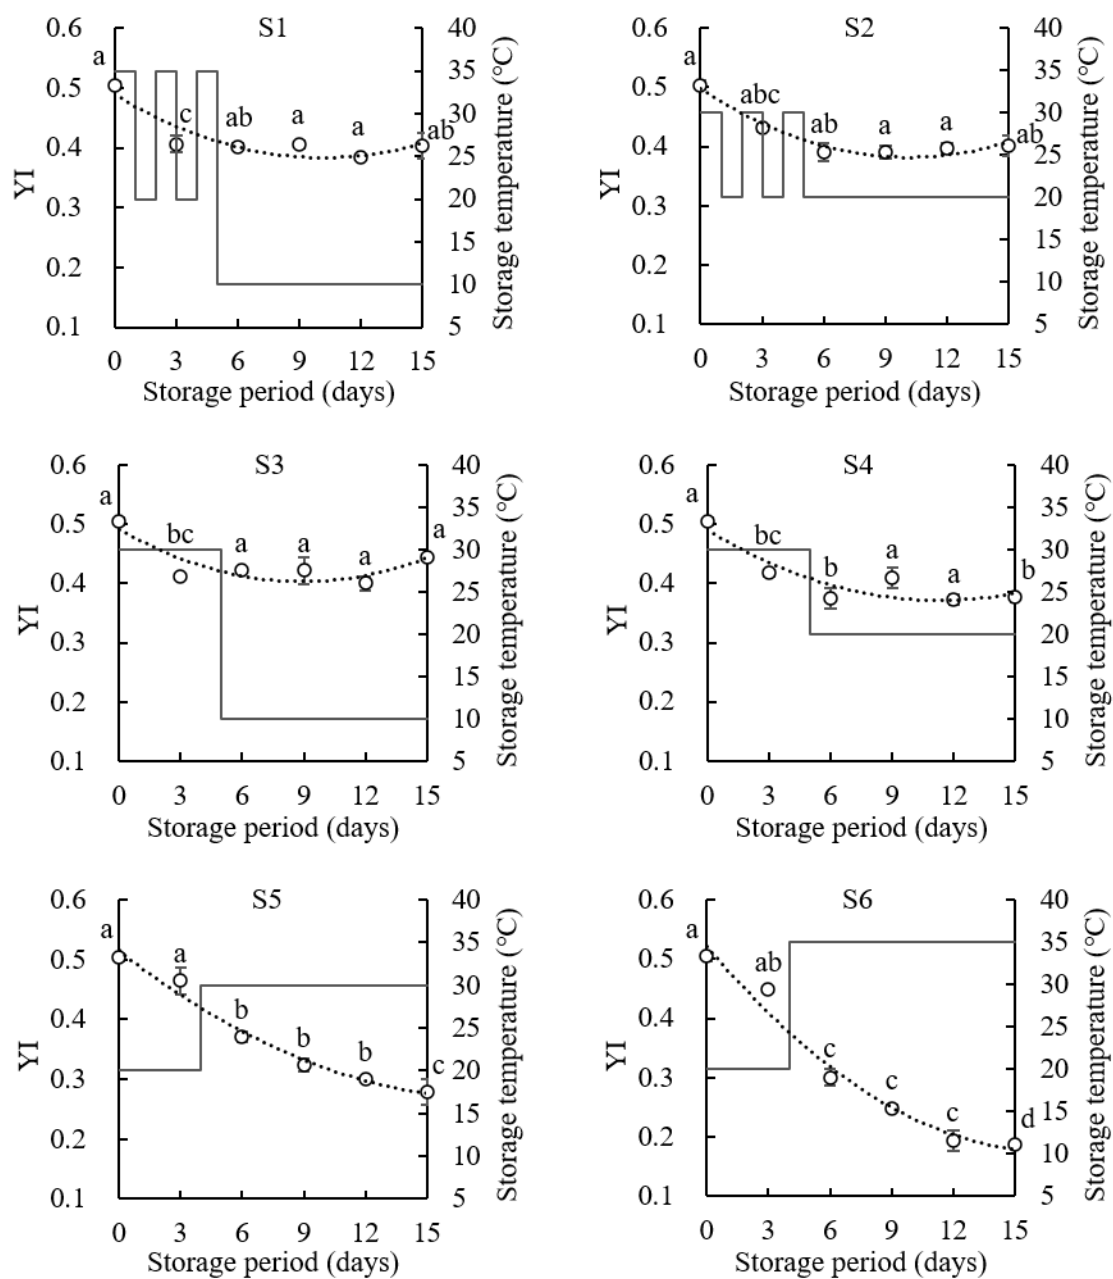 S1
0.6
0.5
0.4
0.3
0.2
0.1
YI
a
c
ab
a
a
ab
40
35
30
25
20
15
10
5
Storage temperature (°C)
0 3 6 9 12 15
Storage period (days)
S2
0.6
0.5
0.4
0.3
0.2
0.1
YI
a
abc
ab
a
a
ab
40
35
30
25
20
15
10
5
Storage temperature (°C)
0 3 6 9 12 15
Storage period (days)
S3
0.6
0.5
0.4
0.3
0.2
0.1
YI
a
bc
a
a
a
a
40
35
30
25
20
15
10
5
Storage temperature (°C)
0 3 6 9 12 15
Storage period (days)
S4
0.6
0.5
0.4
0.3
0.2
0.1
YI
a
bc
b
a
a
b
40
35
30
25
20
15
10
5
Storage temperature (°C)
0 3 6 9 12 15
Storage period (days)
S5
0.6
0.5
0.4
0.3
0.2
0.1
YI
a
a
b
b
b
c
40
35
30
25
20
15
10
5
Storage temperature (°C)
0 3 6 9 12 15
Storage period (days)
S6
0.6
0.5
0.4
0.3
0.2
0.1
YI
a
ab
c
c
c
d
40
35
30
25
20
15
10
5
Storage temperature (°C)
0 3 6 9 12 15
Storage period (days)